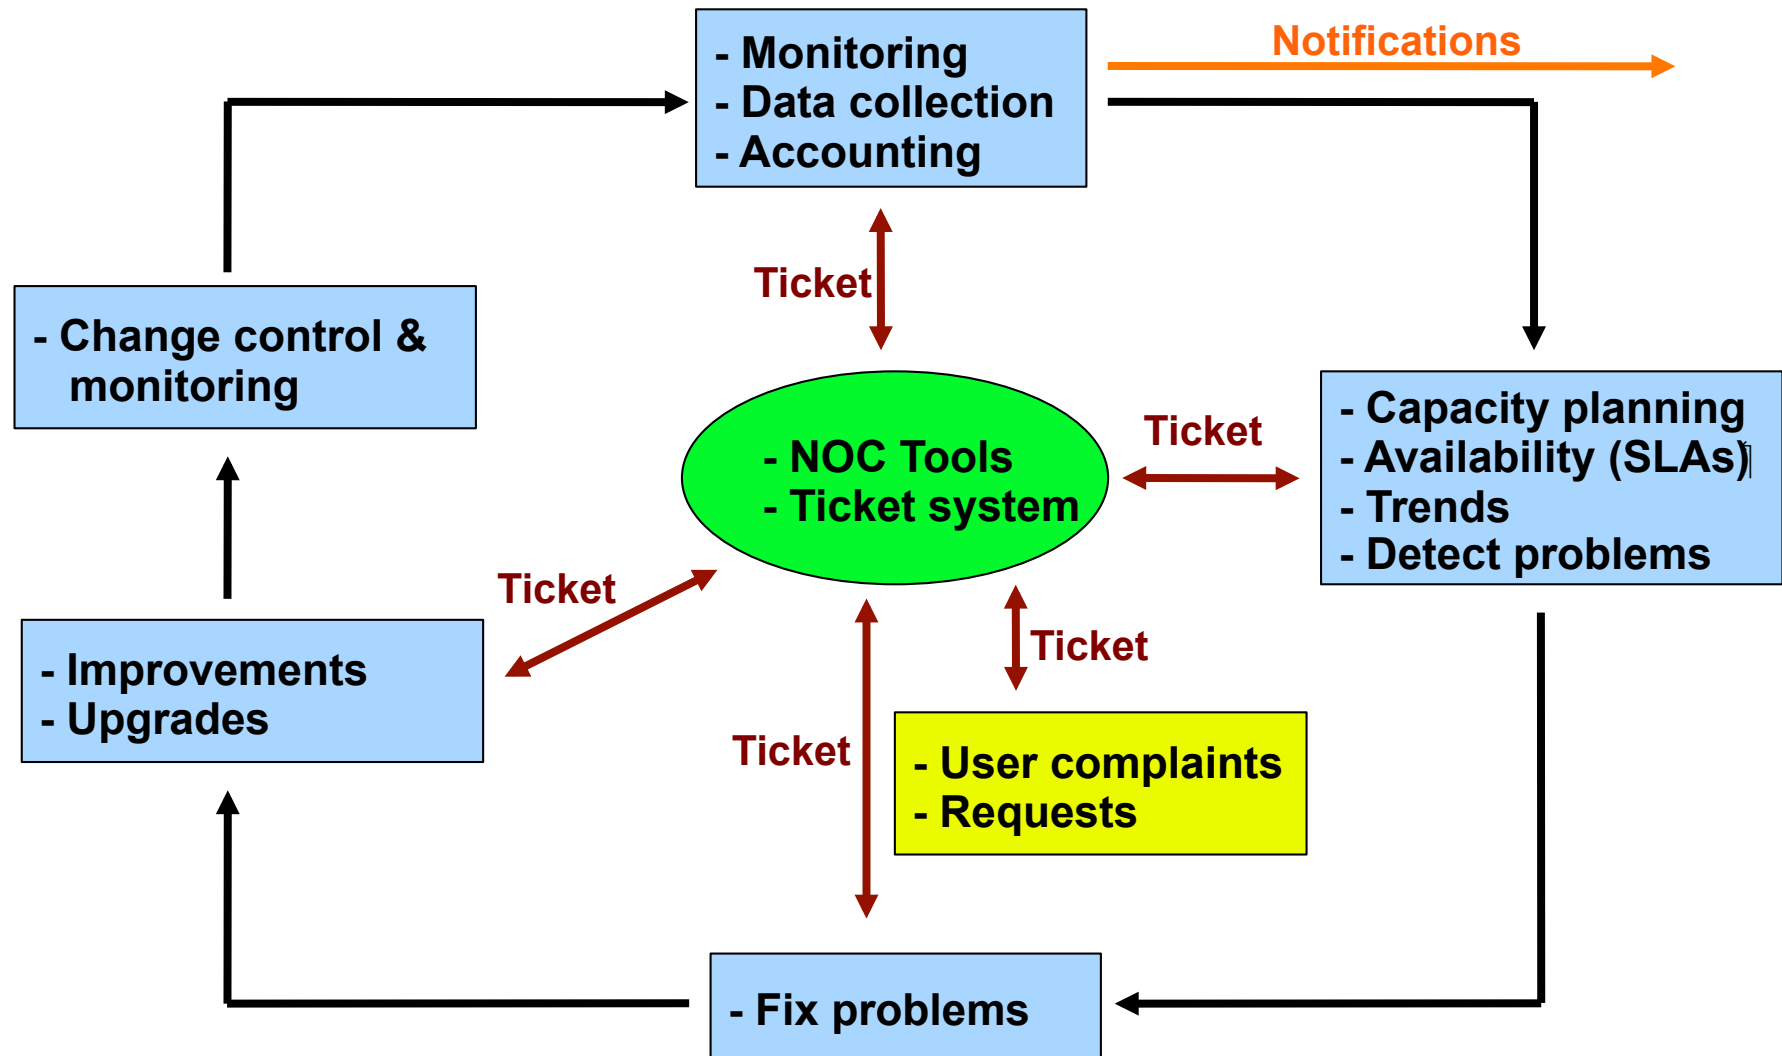 - Monitoring
- Data collection
- Accounting
Notifications
Ticket
- Change control &
monitoring
- NOC Tools
- Ticket system
Ticket
- Capacity planning
- Availability (SLAs)
- Trends
- Detect problems
Ticket
- Improvements
- Upgrades
Ticket
Ticket
- User complaints
- Requests
- Fix problems